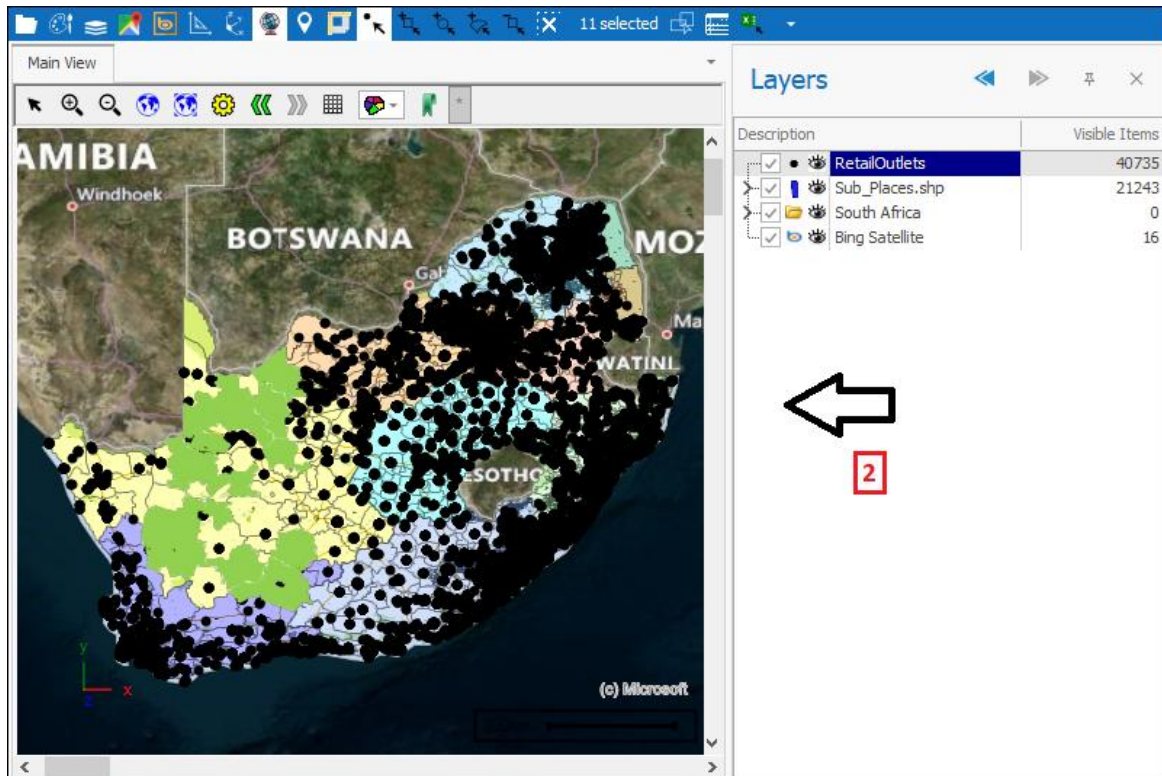 11 selected
Main View
Layers
Description
Visible Items
RetailOutlets
40735
Sub_Places.shp
21243
South Africa
0
Bing Satellite
16
AMIBIA
Windhoek
BOTSWANA
MOZ
Gab
Ma
WATINI
ESOTHO
2
y
x
z
(c) Microsoft